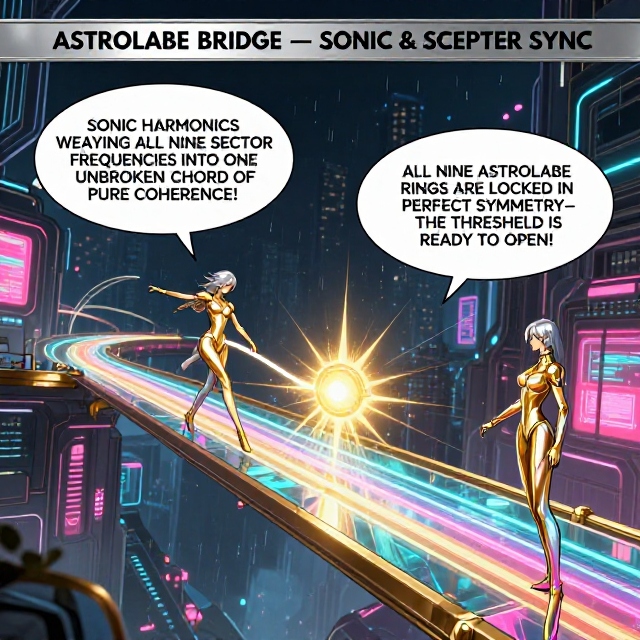 ASTROLABE BRIDGE — SONIC & SCEPTER SYNC
SONIC HARMONICS
WEAYING ALL NINE SECTOR
FREQUENCIES INTO ONE
UNBROKEN CHORD OF
PURE COHERENCE!
ALL NINE ASTROLABE
RINGS ARE LOCKED IN
PERFECT SYMMETRY—
THE THRESHELD IS
READY TO OPEN!